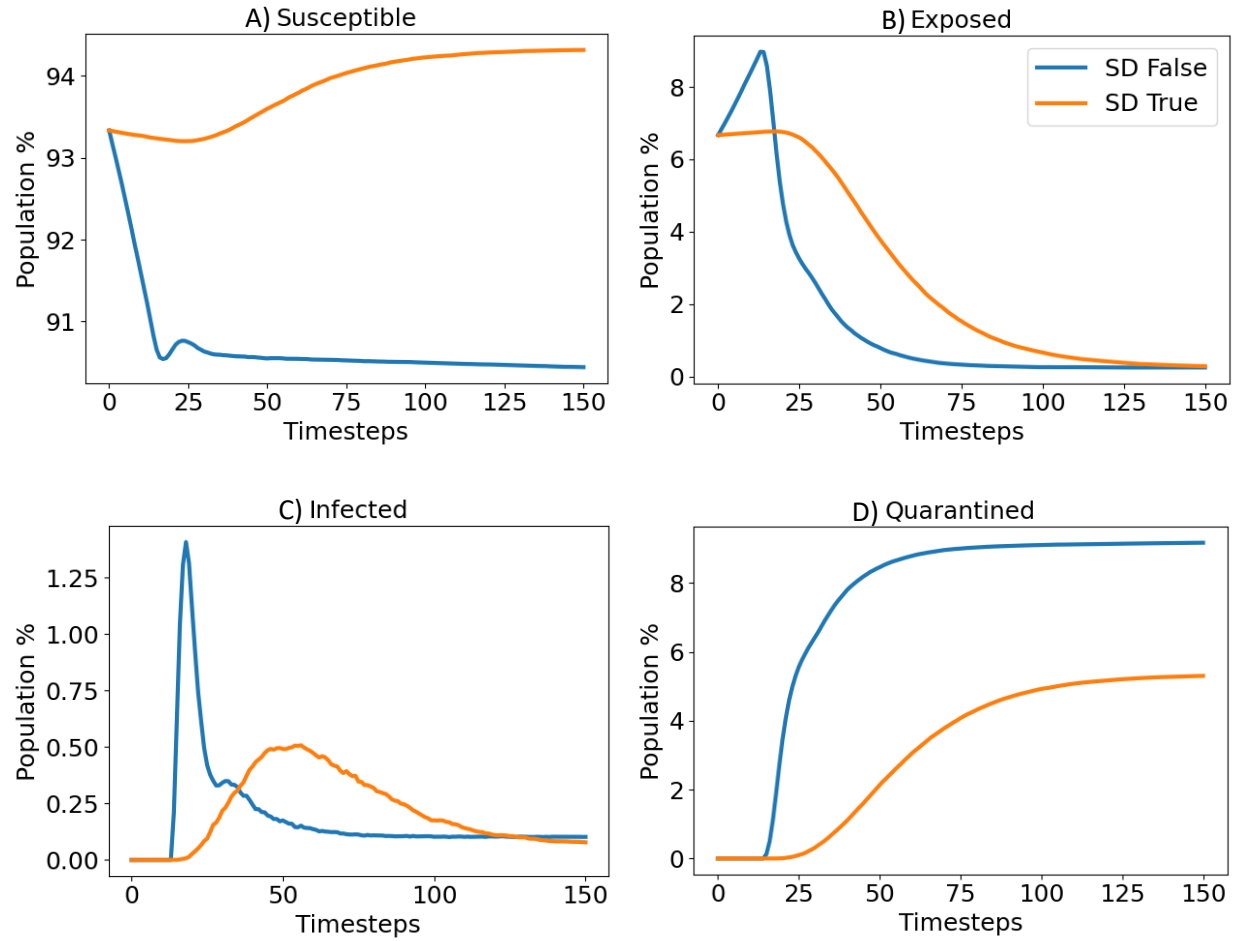 A) Susceptible
Population %
94
93
92
91
0 25 50 75 100 125 150
Timesteps
B) Exposed
SD False
SD True
Population %
8
6
4
2
0
0 25 50 75 100 125 150
Timesteps
C) Infected
Population %
1.25
1.00
0.75
0.50
0.25
0.00
0 50 100 150
Timesteps
D) Quarantined
Population %
8
6
4
2
0
0 25 50 75 100 125 150
Timesteps